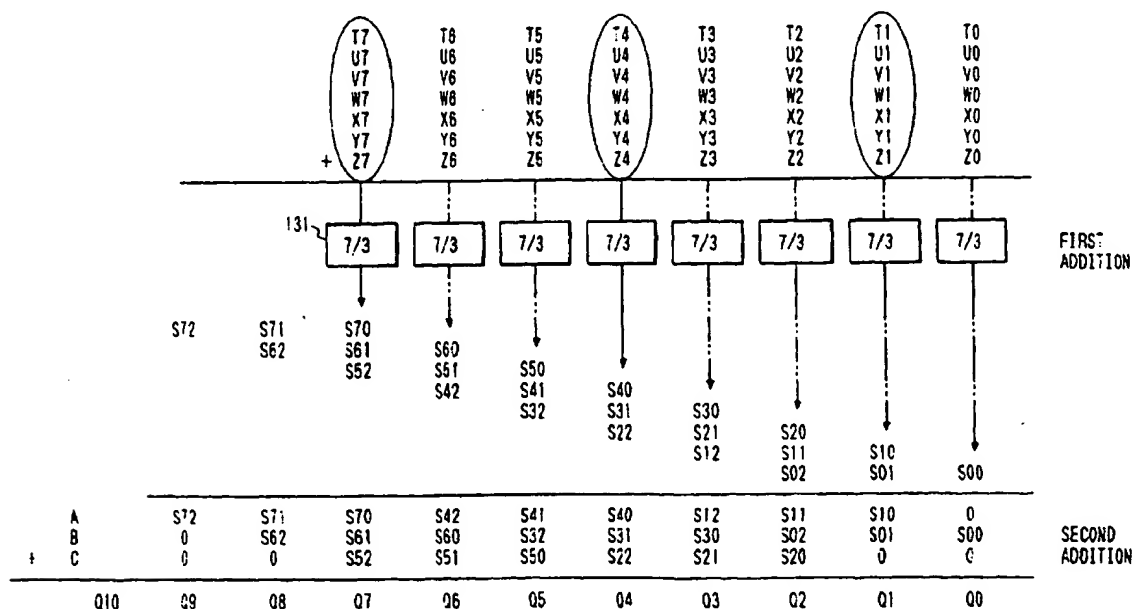 T7 T6 T5 T4 T3 T2 T1 T0
U7 U6 U5 U4 U3 U2 U1 U0
V7 V6 V5 V4 V3 V2 V1 V0
W7 W6 W5 W4 W3 W2 W1 W0
X7 X6 X5 X4 X3 X2 X1 X0
Y7 Y6 Y5 Y4 Y3 Y2 Y1 Y0
+ Z7 Z6 Z5 Z4 Z3 Z2 Z1 Z0
131 7/3 7/3 7/3 7/3 7/3 7/3 7/3 7/3 FIRST
ADDITION
S72 S71 S70
S62 S61 S60
S52 S51 S50
S42 S41 S40
S32 S31 S30
S22 S21 S20
S12 S11 S10
S02 S01 S00
A S72 S71 S70 S42 S41 S40 S12 S11 S10 0
B 0 S62 S61 S60 S32 S31 S30 S02 S01 S00 SECOND
+ C 0 0 S52 S51 S50 S22 S21 S20 0 0 ADDITION
Q10 Q9 Q8 Q7 Q6 Q5 Q4 Q3 Q2 Q1 Q0